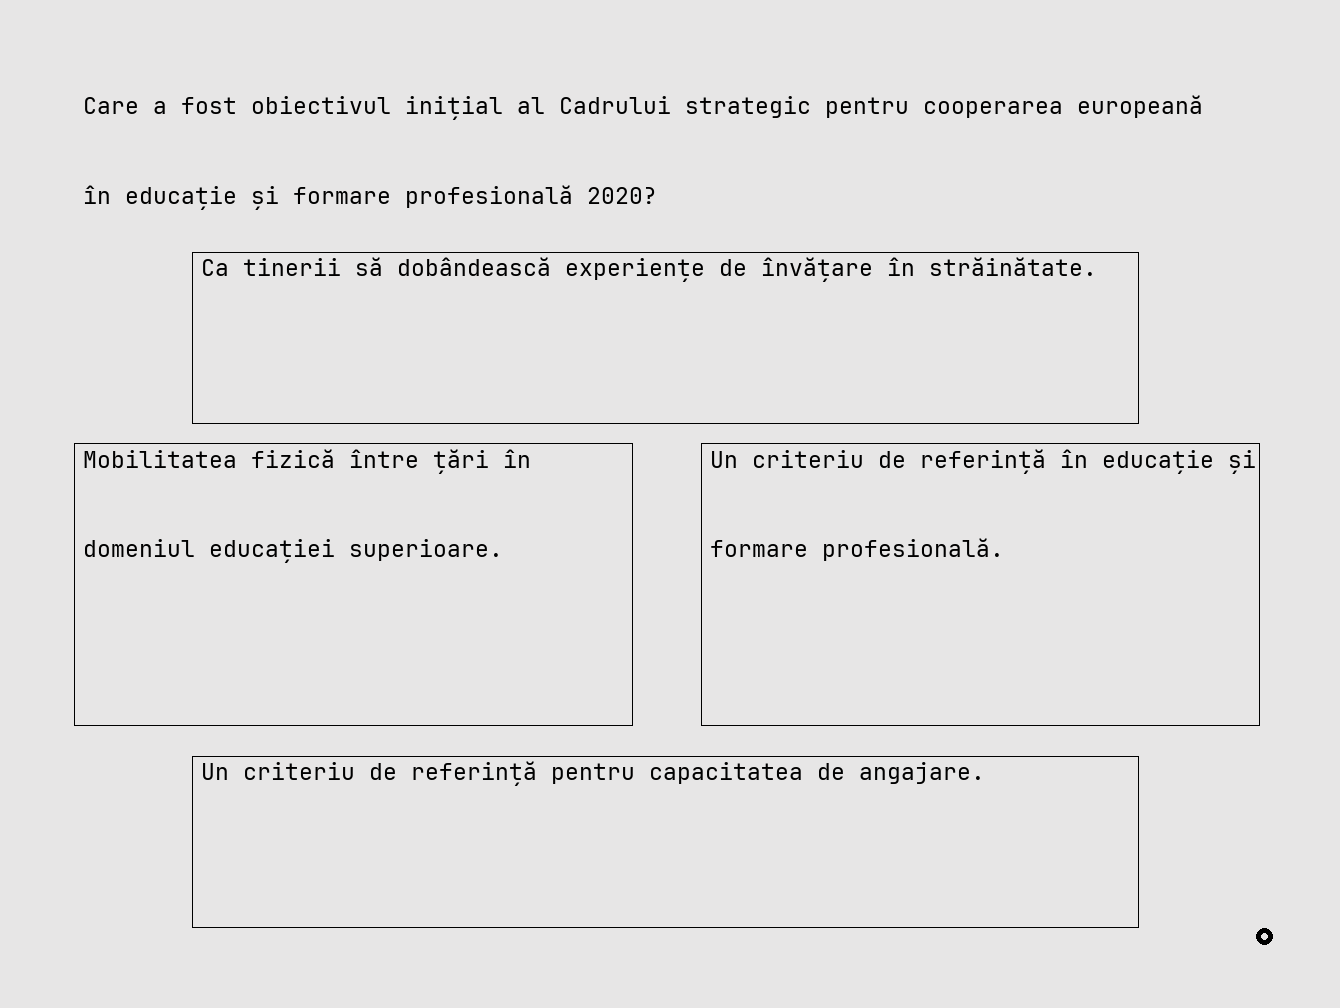 Care a fost obiectivul inițial al Cadrului strategic pentru cooperarea europeană
în educație și formare profesională 2020?
Ca tinerii să dobândească experiențe de învățare în străinătate.
Mobilitatea fizică între țări în
domeniul educației superioare.
Un criteriu de referință în educație și
formare profesională.
Un criteriu de referință pentru capacitatea de angajare.